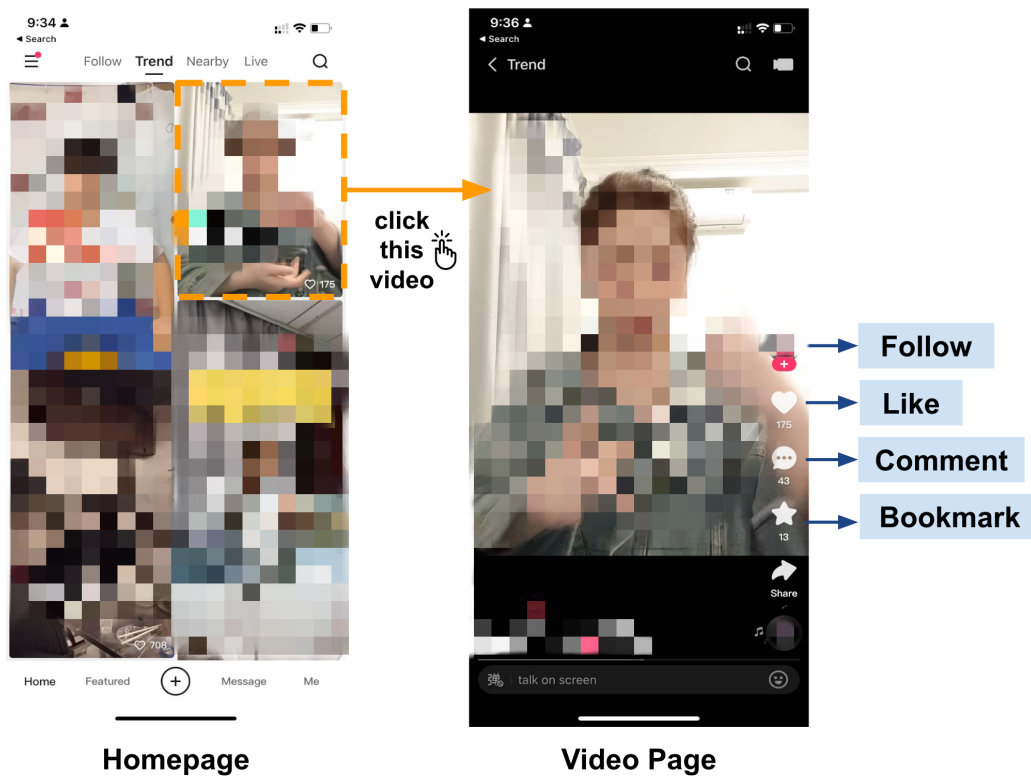 9:34
◄ Search
Follow Trend Nearby Live
175
708
Home Featured + Message Me
Homepage
click
this
video
9:36
◄ Search
Trend
+
175
43
13
Share
弹 talk on screen
Video Page
Follow
Like
Comment
Bookmark